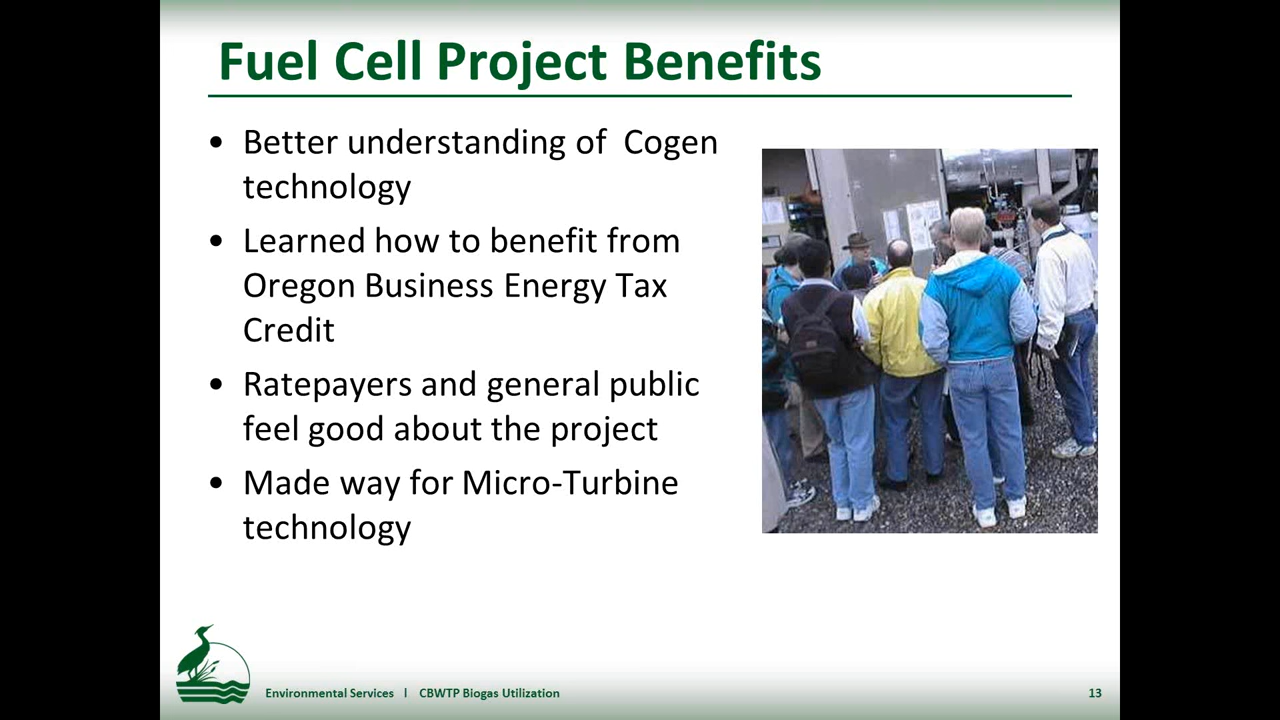 Fuel Cell Project Benefits
• Better understanding of  Cogen
technology
• Learned how to benefit from
Oregon Business Energy Tax
Credit
• Ratepayers and general public
feel good about the project
• Made way for Micro-Turbine
technology
Environmental Services | CBWTP Biogas Utilization
13